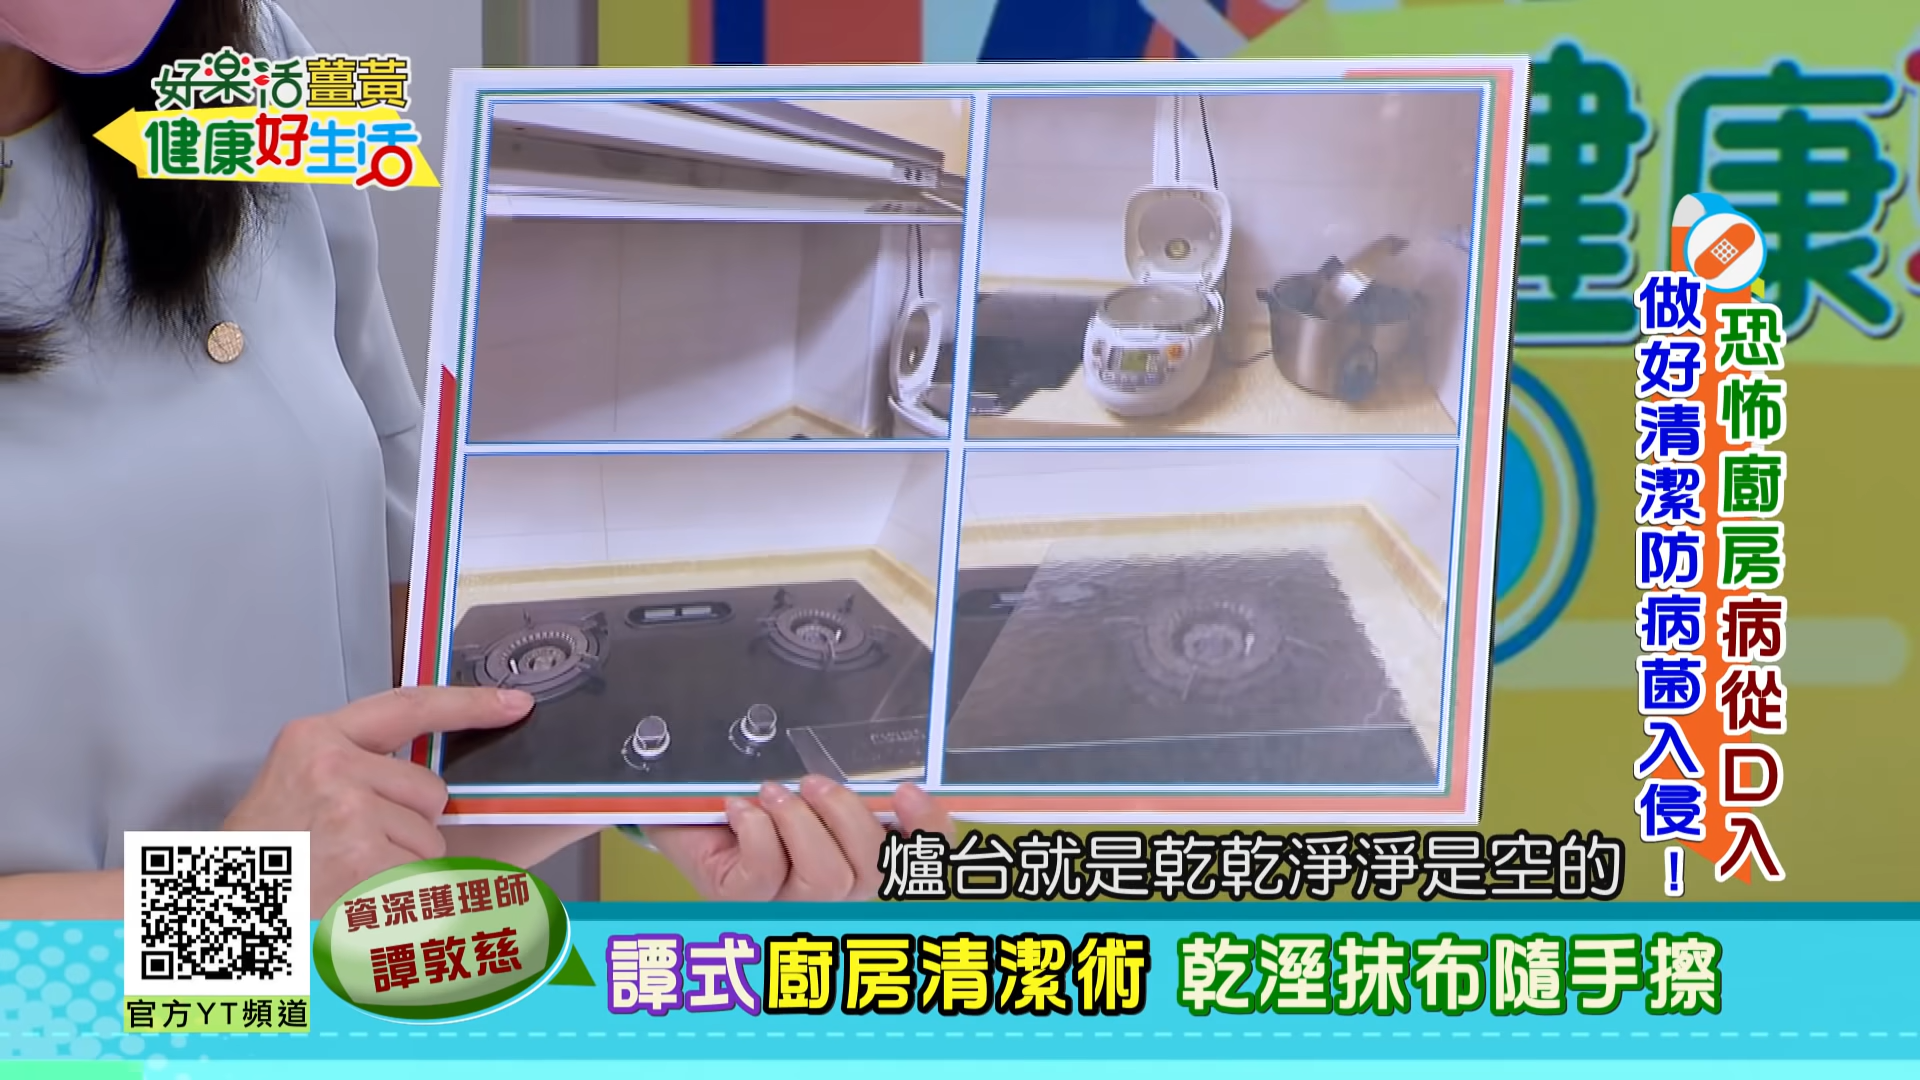 好樂活薑黃
健康好生活
健康
恐怖廚房病從口入
做好清潔防病菌入侵！
爐台就是乾乾淨淨是空的
資深護理師
譚敦慈
譚式廚房清潔術 乾溼抹布隨手擦
官方YT頻道